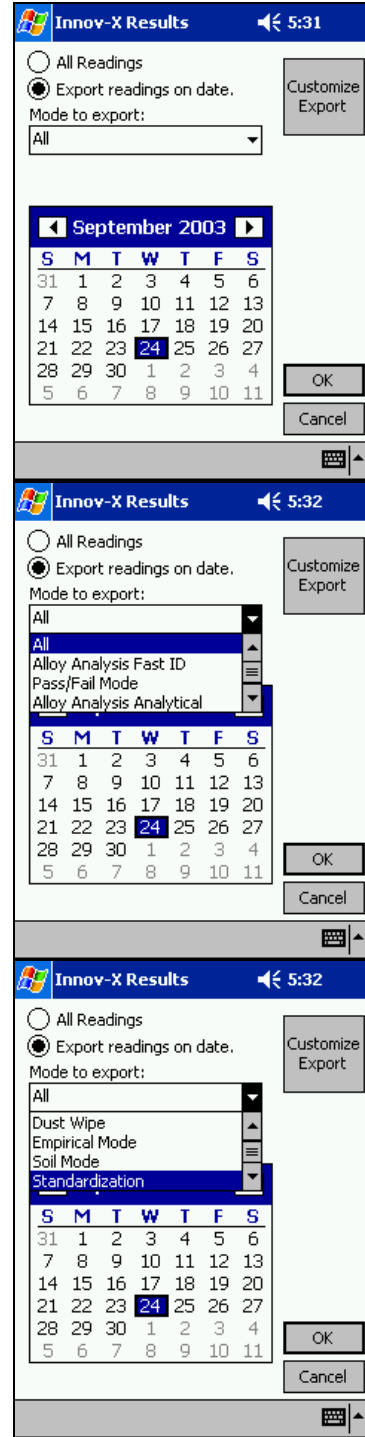 Innov-X Results 5:31
All Readings
Export readings on date.
Customize
Export
Mode to export:
All
September 2003
S M T W T F S
31 1 2 3 4 5 6
7 8 9 10 11 12 13
14 15 16 17 18 19 20
21 22 23 24 25 26 27
28 29 30 1 2 3 4
5 6 7 8 9 10 11
OK
Cancel
Innov-X Results 5:32
All Readings
Export readings on date.
Customize
Export
Mode to export:
All
All
Alloy Analysis Fast ID
Pass/Fail Mode
Alloy Analysis Analytical
S M T W T F S
31 1 2 3 4 5 6
7 8 9 10 11 12 13
14 15 16 17 18 19 20
21 22 23 24 25 26 27
28 29 30 1 2 3 4
5 6 7 8 9 10 11
OK
Cancel
Innov-X Results 5:32
All Readings
Export readings on date.
Customize
Export
Mode to export:
All
Dust Wipe
Empirical Mode
Soil Mode
Standardization
S M T W T F S
31 1 2 3 4 5 6
7 8 9 10 11 12 13
14 15 16 17 18 19 20
21 22 23 24 25 26 27
28 29 30 1 2 3 4
5 6 7 8 9 10 11
OK
Cancel